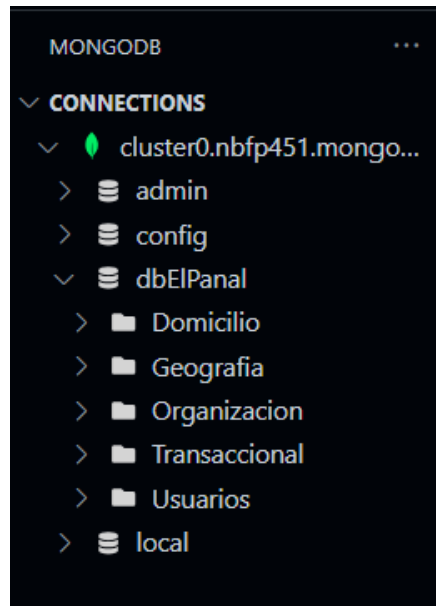 MONGODB ...
CONNECTIONS
cluster0.nbfp451.mongo...
admin
config
dbElPanal
Domicilio
Geografia
Organizacion
Transaccional
Usuarios
local